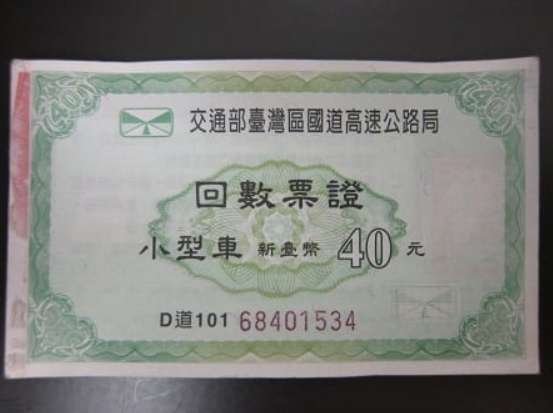 交通部臺灣區國道高速公路局
回數票證
小型車 新臺幣 40 元
D道101 68401534